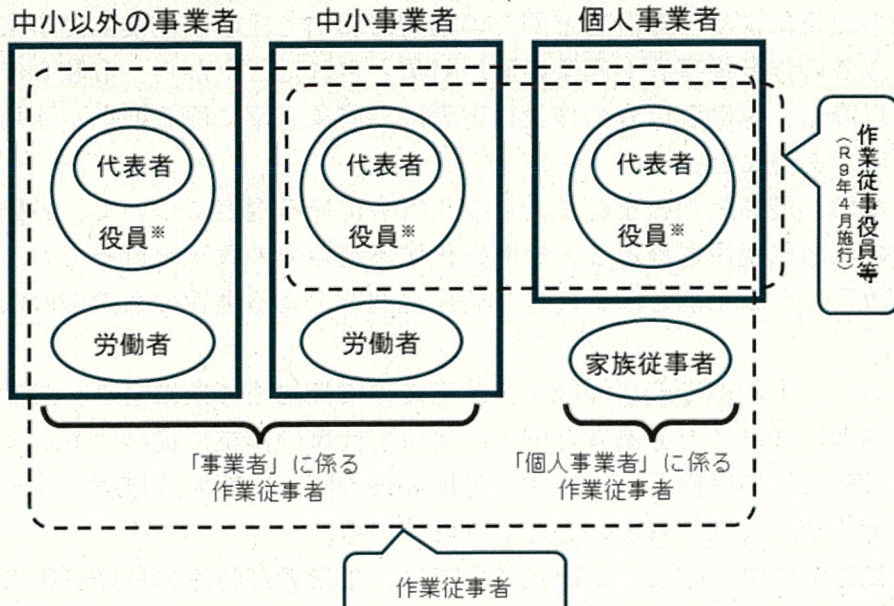 中小以外の事業者
中小事業者
個人事業者
代表者
役員※
労働者
代表者
役員※
労働者
代表者
役員※
家族従事者
作業従事役員等
（R9年4月施行）
「事業者」に係る
作業従事者
「個人事業者」に係る
作業従事者
作業従事者